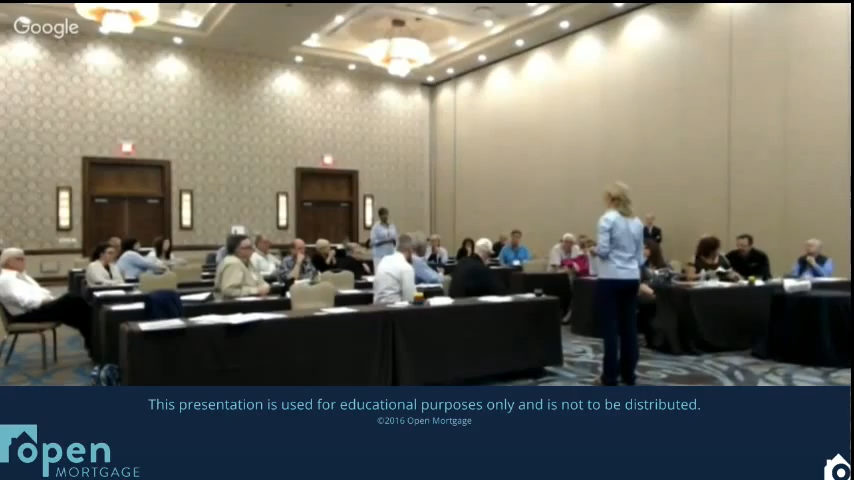 Google
This presentation is used for educational purposes only and is not to be distributed.
©2016 Open Mortgage
open
MORTGAGE